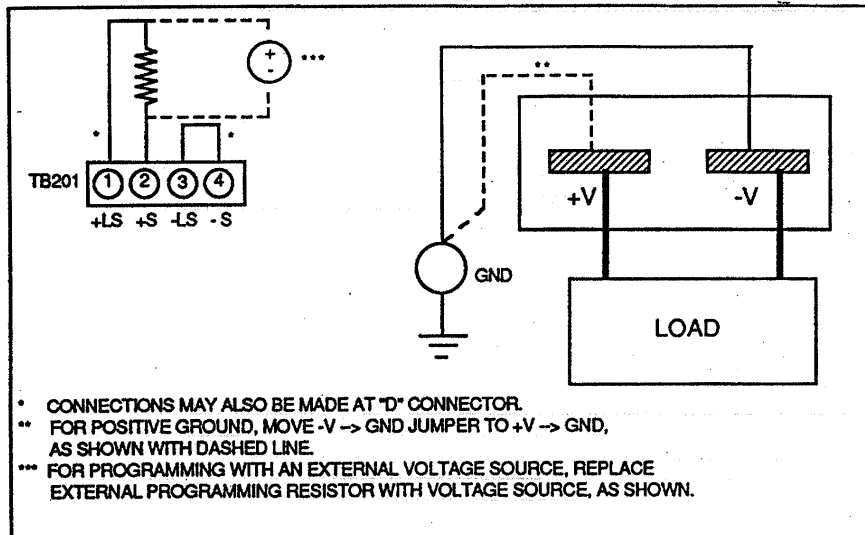 +
-
***
**
*
*
TB201
1 2 3 4
+LS +S -LS - S
+V -V
GND
LOAD
* CONNECTIONS MAY ALSO BE MADE AT "D" CONNECTOR.
** FOR POSITIVE GROUND, MOVE -V --> GND JUMPER TO +V --> GND,
AS SHOWN WITH DASHED LINE.
*** FOR PROGRAMMING WITH AN EXTERNAL VOLTAGE SOURCE, REPLACE
EXTERNAL PROGRAMMING RESISTOR WITH VOLTAGE SOURCE, AS SHOWN.